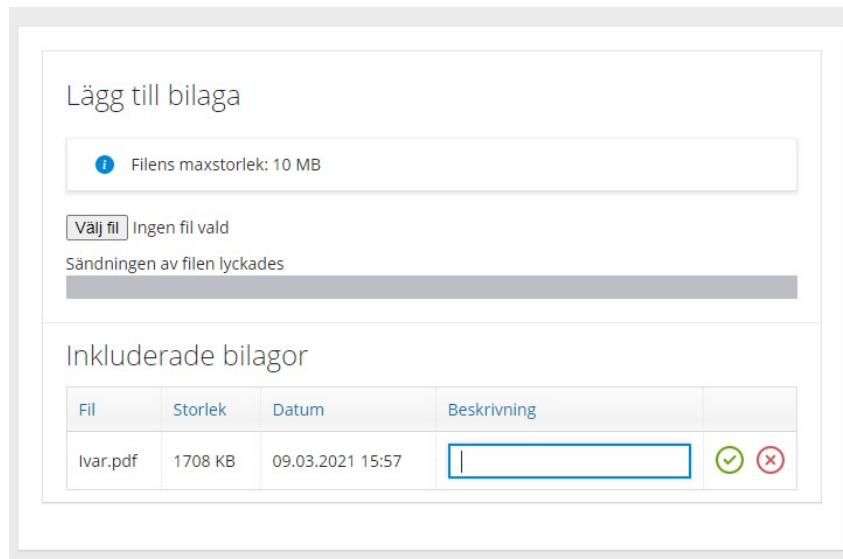 Lägg till bilaga
Filens maxstorlek: 10 MB
Välj fil Ingen fil vald
Sändningen av filen lyckades
Inkluderade bilagor
Fil Storlek Datum Beskrivning
Ivar.pdf 1708 KB 09.03.2021 15:57